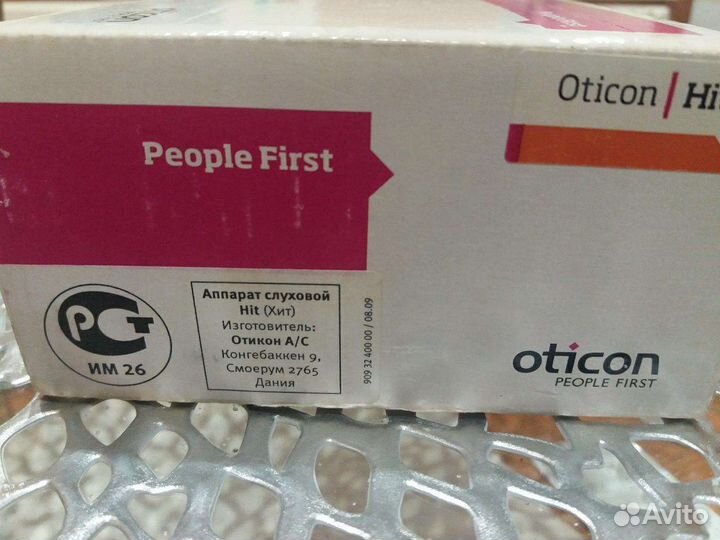 Oticon | Hit
People First
РСТ
ИМ 26
Аппарат слуховой
Hit (Хит)
Изготовитель:
Отикон А/С
Конгебаккен 9,
Смоерум 2765
Дания
909 32 400 00 / 08.09
oticon
PEOPLE FIRST
Avito